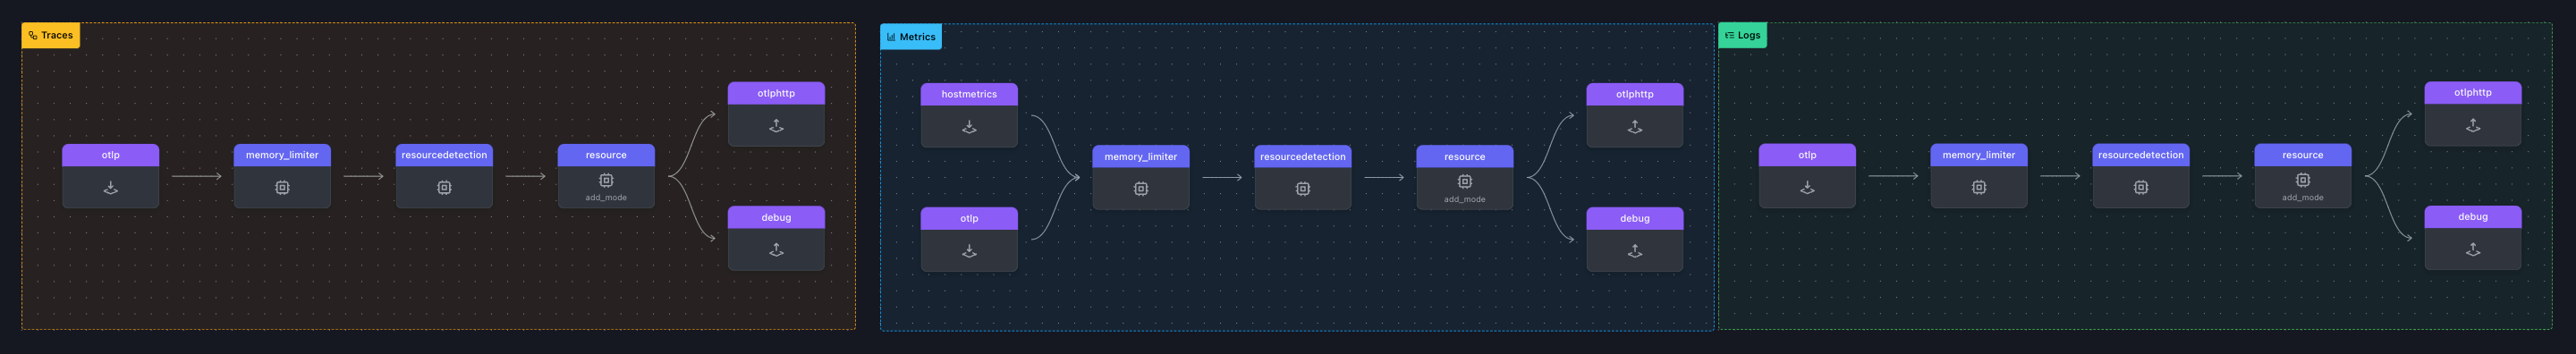 Traces
otlp
memory_limiter
resourcedetection
resource
add_mode
otlphttp
debug
Metrics
hostmetrics
otlp
memory_limiter
resourcedetection
resource
add_mode
otlphttp
debug
Logs
otlp
memory_limiter
resourcedetection
resource
add_mode
otlphttp
debug